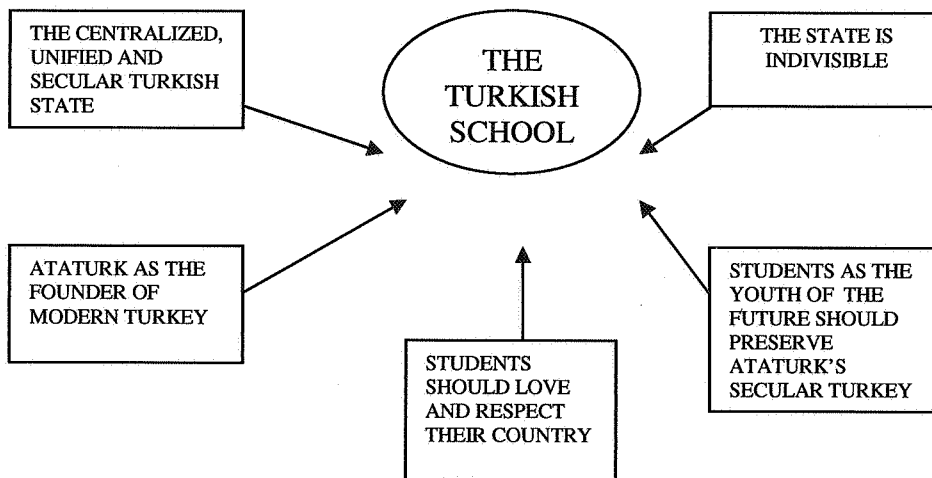 THE CENTRALIZED,
UNIFIED AND
SECULAR TURKISH
STATE
THE
TURKISH
SCHOOL
THE STATE IS
INDIVISIBLE
ATATURK AS THE
FOUNDER OF
MODERN TURKEY
STUDENTS
SHOULD LOVE
AND RESPECT
THEIR COUNTRY
STUDENTS AS THE
YOUTH OF THE
FUTURE SHOULD
PRESERVE
ATATURK'S
SECULAR TURKEY